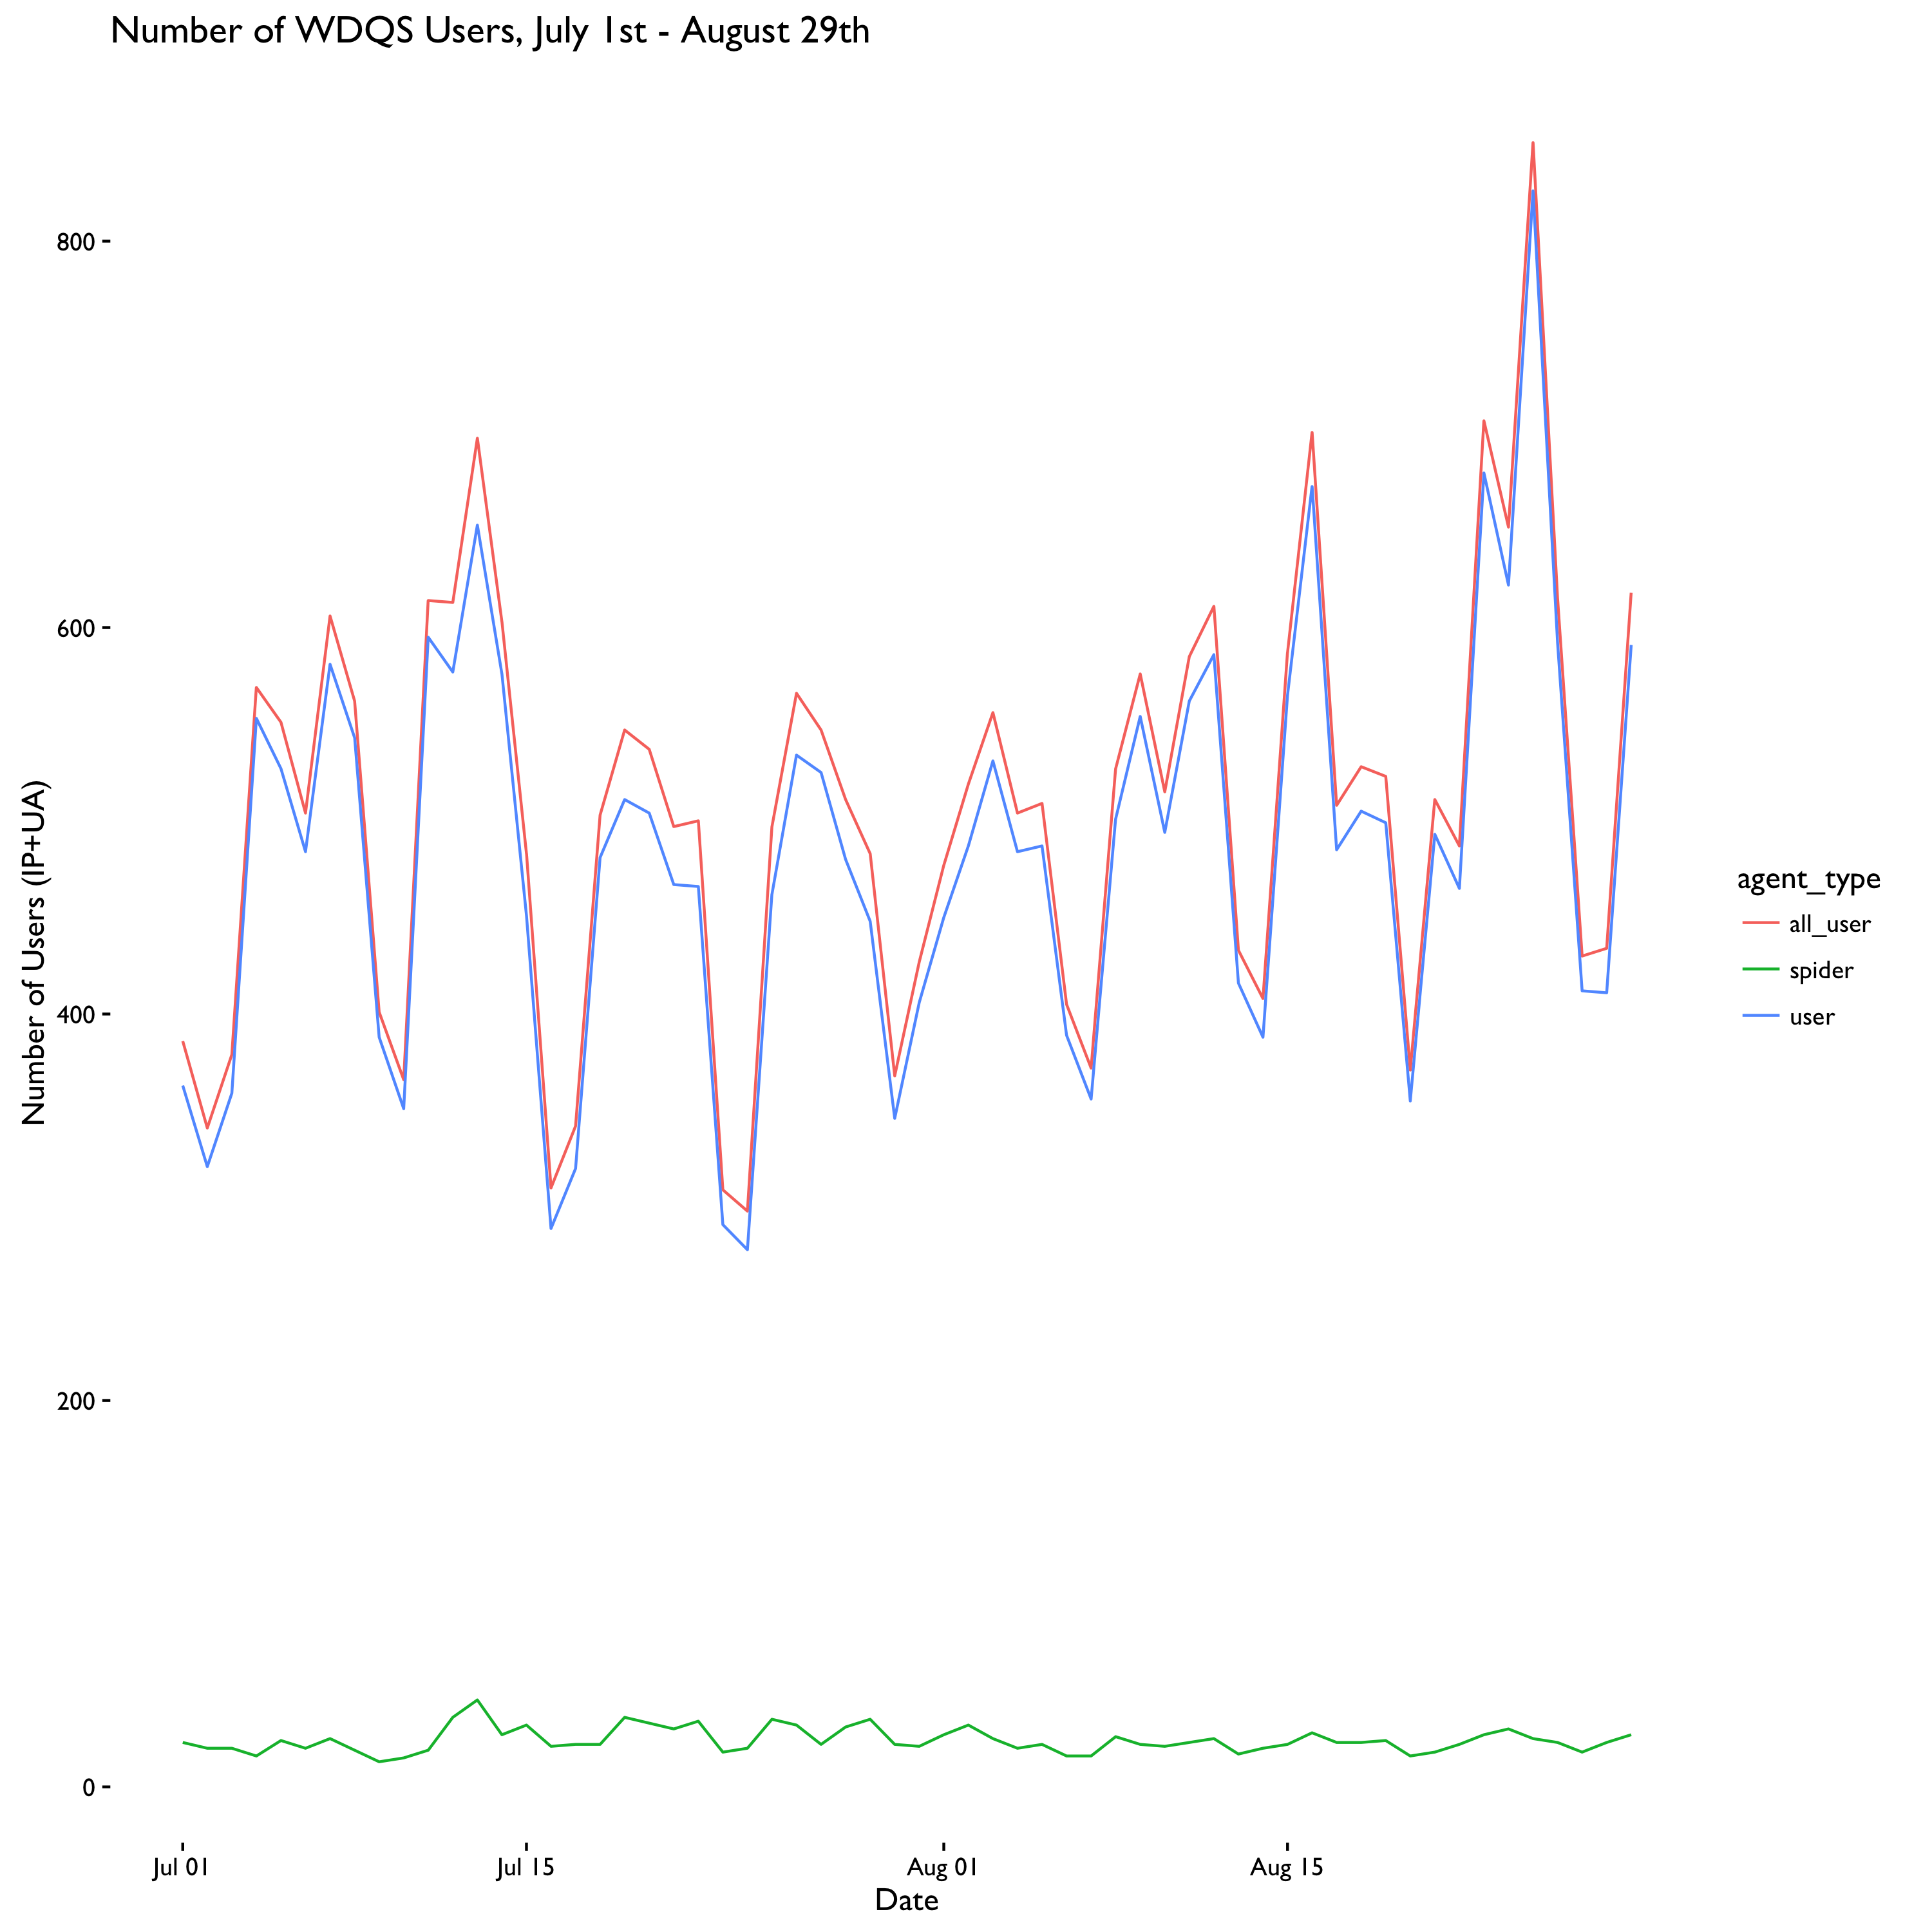 Number of WDQS Users, July 1st - August 29th
Number of Users (IP+UA)
800
600
400
200
0
Jul 01
Jul 15
Aug 01
Aug 15
Date
agent_type
all_user
spider
user